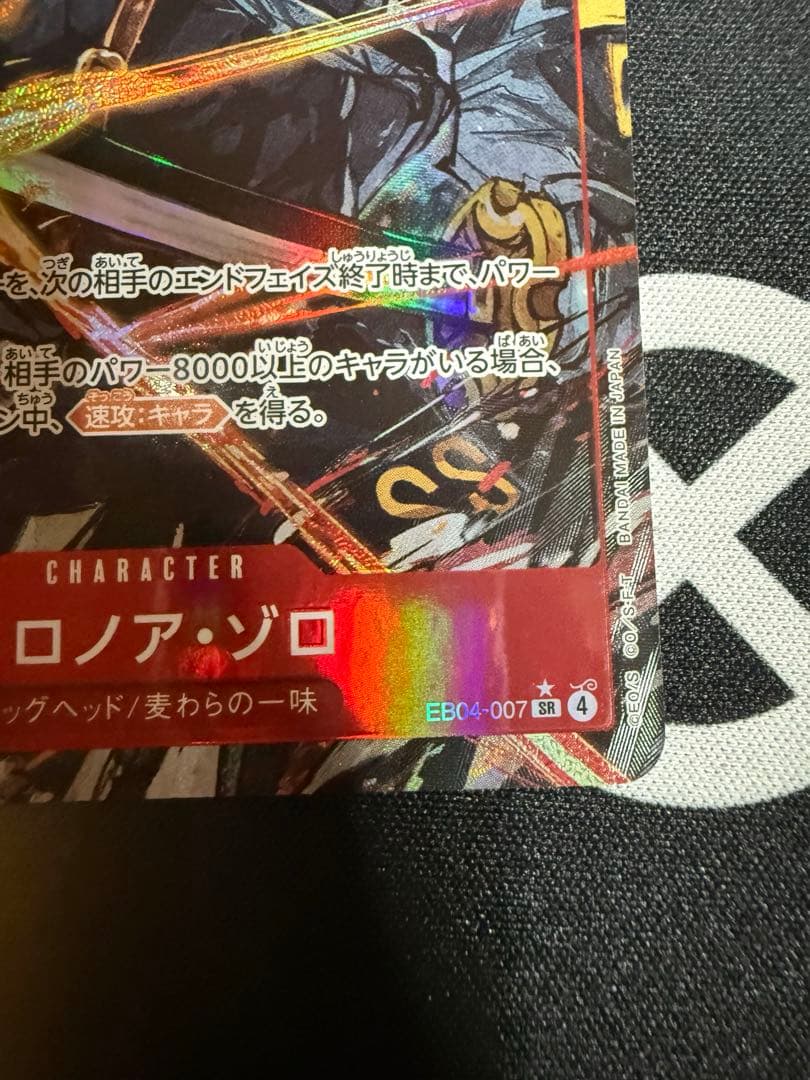 ーを、次の相手のエンドフェイズ終了時まで、パワー
相手のパワー8000以上のキャラがいる場合、
ン中、速攻:キャラを得る。
CHARACTER
ロノア・ゾロ
ッグヘッド/麦わらの一味
EB04-007 SR 4
©EO/S ©O/S・F・T BANDAI MADE IN JAPAN